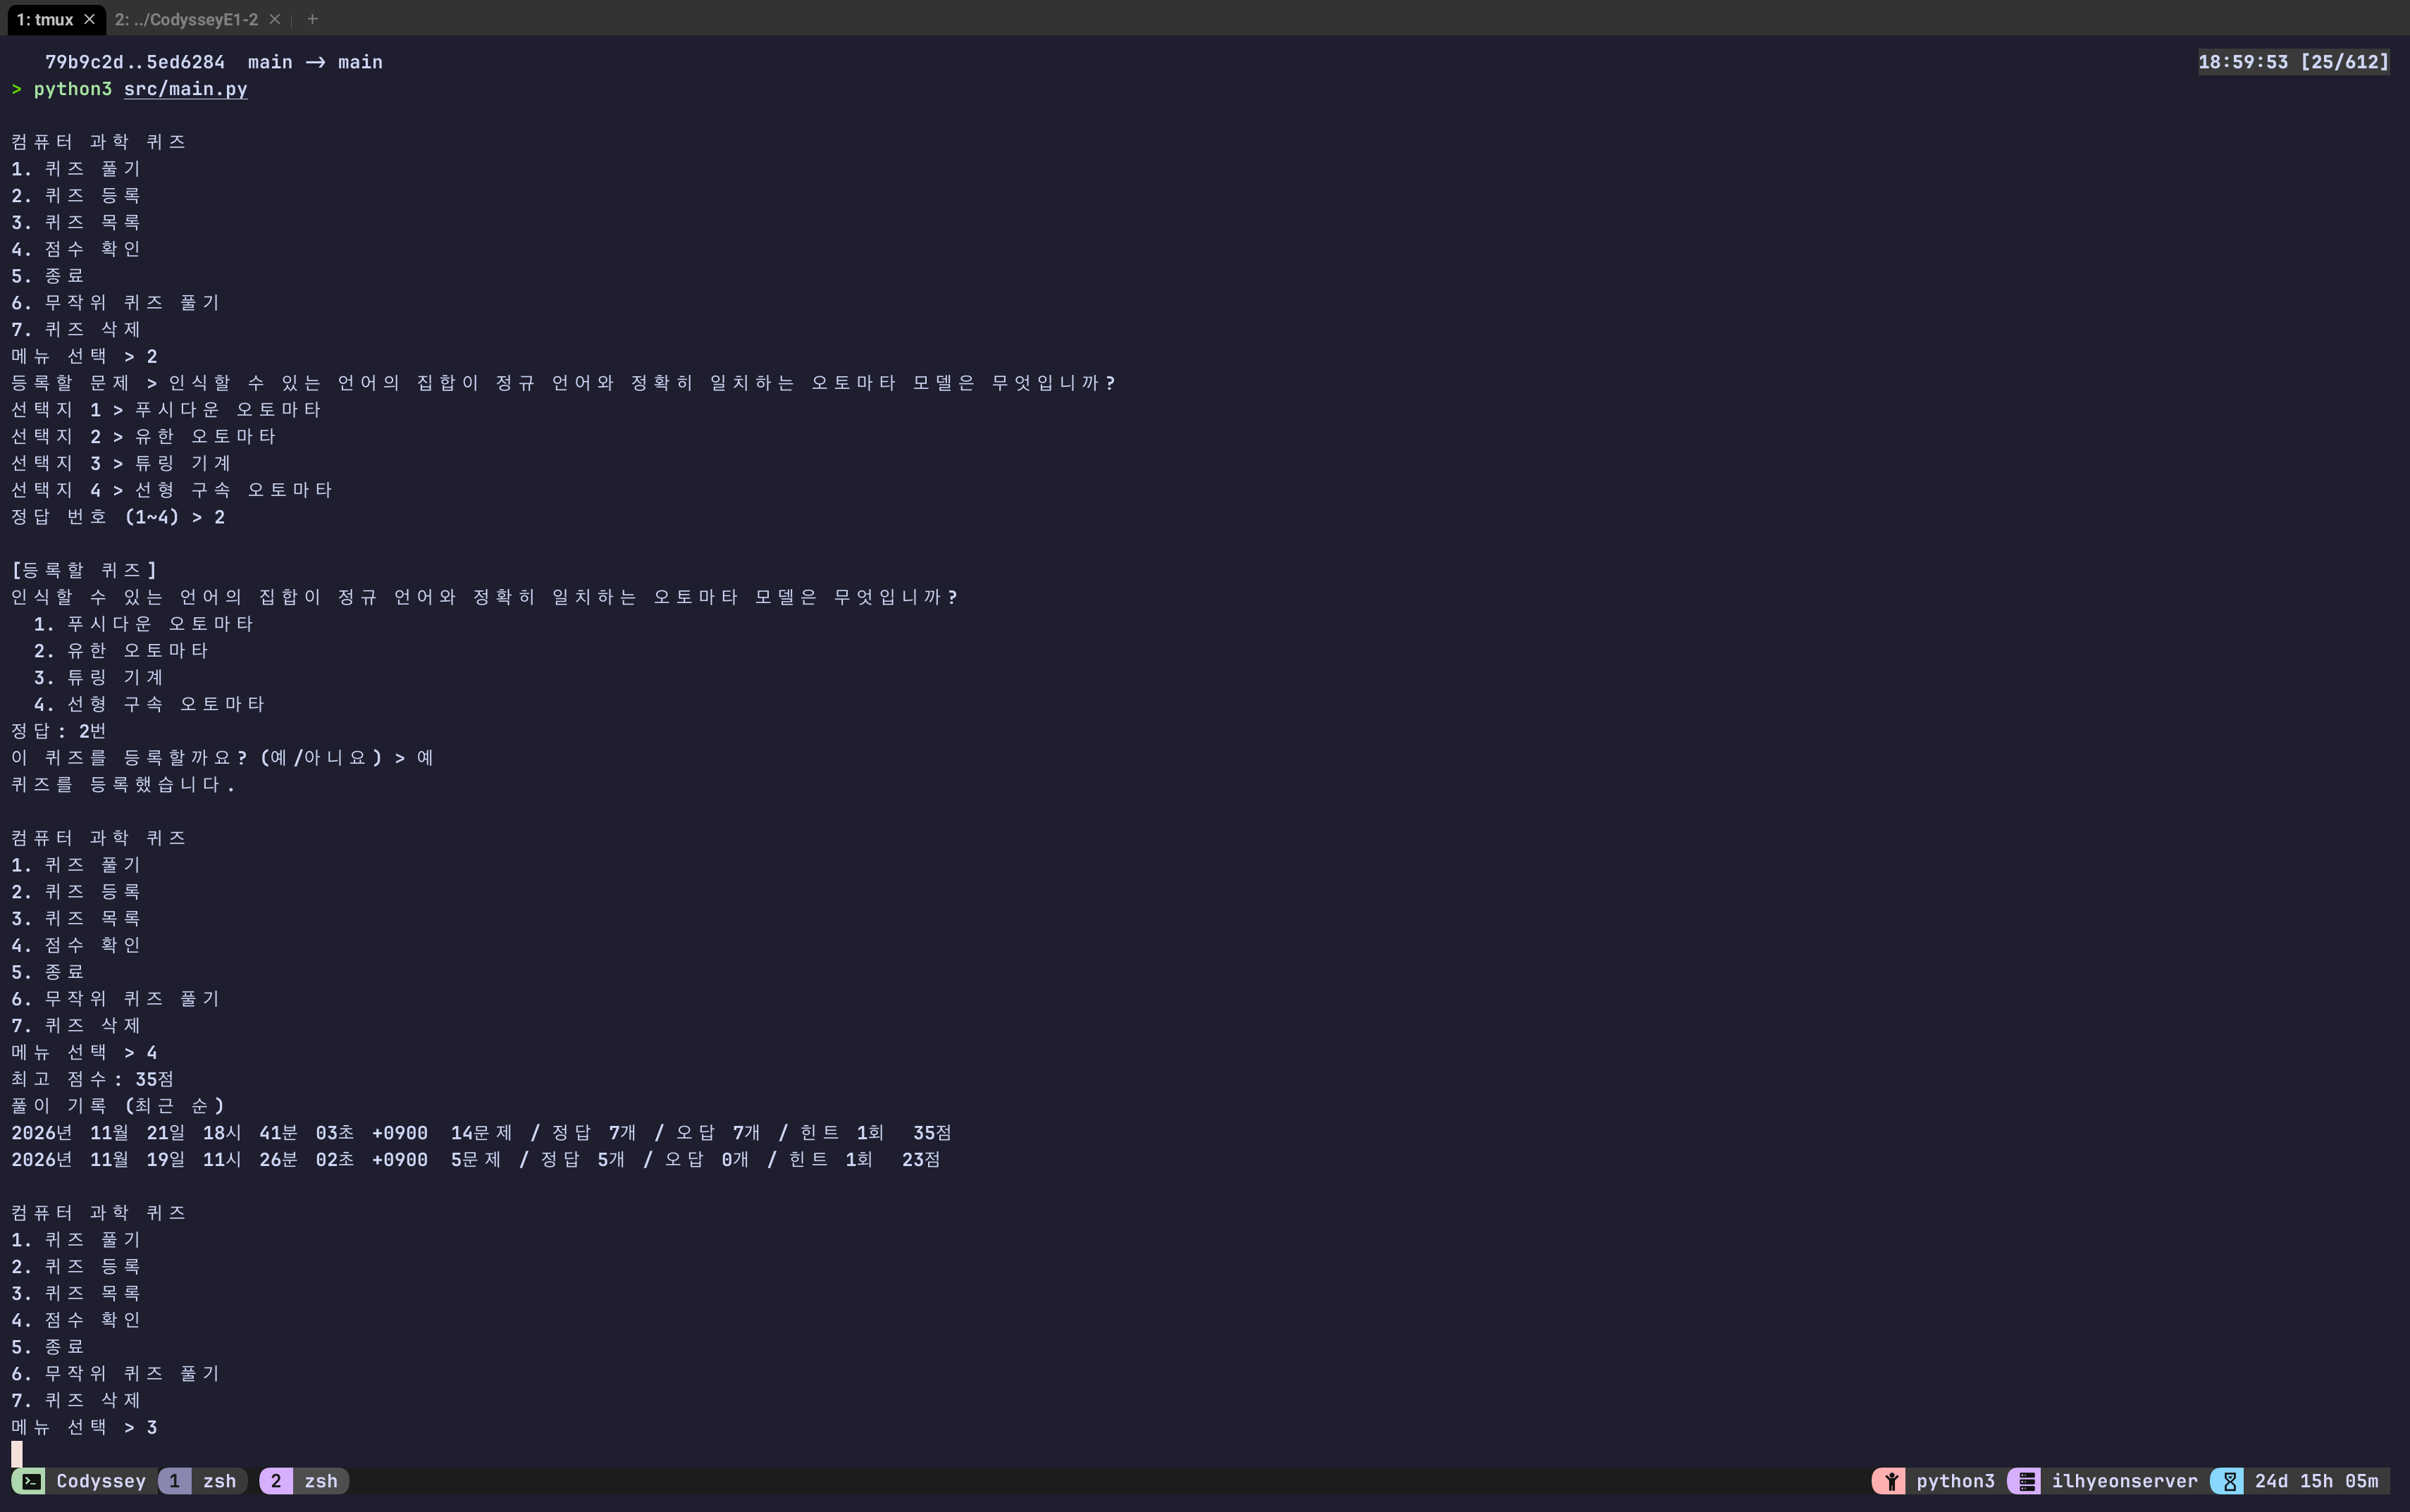 1: tmux × 2: ../CodysseyE1-2 × +
79b9c2d..5ed6284 main -> main 18:59:53 [25/612]
> python3 src/main.py
컴퓨터 과학 퀴즈
1. 퀴즈 풀기
2. 퀴즈 등록
3. 퀴즈 목록
4. 점수 확인
5. 종료
6. 무작위 퀴즈 풀기
7. 퀴즈 삭제
메뉴 선택 > 2
등록할 문제 > 인식할 수 있는 언어의 집합이 정규 언어와 정확히 일치하는 오토마타 모델은 무엇입니까?
선택지 1 > 푸시다운 오토마타
선택지 2 > 유한 오토마타
선택지 3 > 튜링 기계
선택지 4 > 선형 구속 오토마타
정답 번호 (1~4) > 2
[등록할 퀴즈]
인식할 수 있는 언어의 집합이 정규 언어와 정확히 일치하는 오토마타 모델은 무엇입니까?
1. 푸시다운 오토마타
2. 유한 오토마타
3. 튜링 기계
4. 선형 구속 오토마타
정답: 2번
이 퀴즈를 등록할까요? (예/아니요) > 예
퀴즈를 등록했습니다.
컴퓨터 과학 퀴즈
1. 퀴즈 풀기
2. 퀴즈 등록
3. 퀴즈 목록
4. 점수 확인
5. 종료
6. 무작위 퀴즈 풀기
7. 퀴즈 삭제
메뉴 선택 > 4
최고 점수: 35점
풀이 기록 (최근 순)
2026년 11월 21일 18시 41분 03초 +0900 14문제 / 정답 7개 / 오답 7개 / 힌트 1회 35점
2026년 11월 19일 11시 26분 02초 +0900 5문제 / 정답 5개 / 오답 0개 / 힌트 1회 23점
컴퓨터 과학 퀴즈
1. 퀴즈 풀기
2. 퀴즈 등록
3. 퀴즈 목록
4. 점수 확인
5. 종료
6. 무작위 퀴즈 풀기
7. 퀴즈 삭제
메뉴 선택 > 3
Codyssey 1 zsh 2 zsh python3 ilhyeonserver 24d 15h 05m